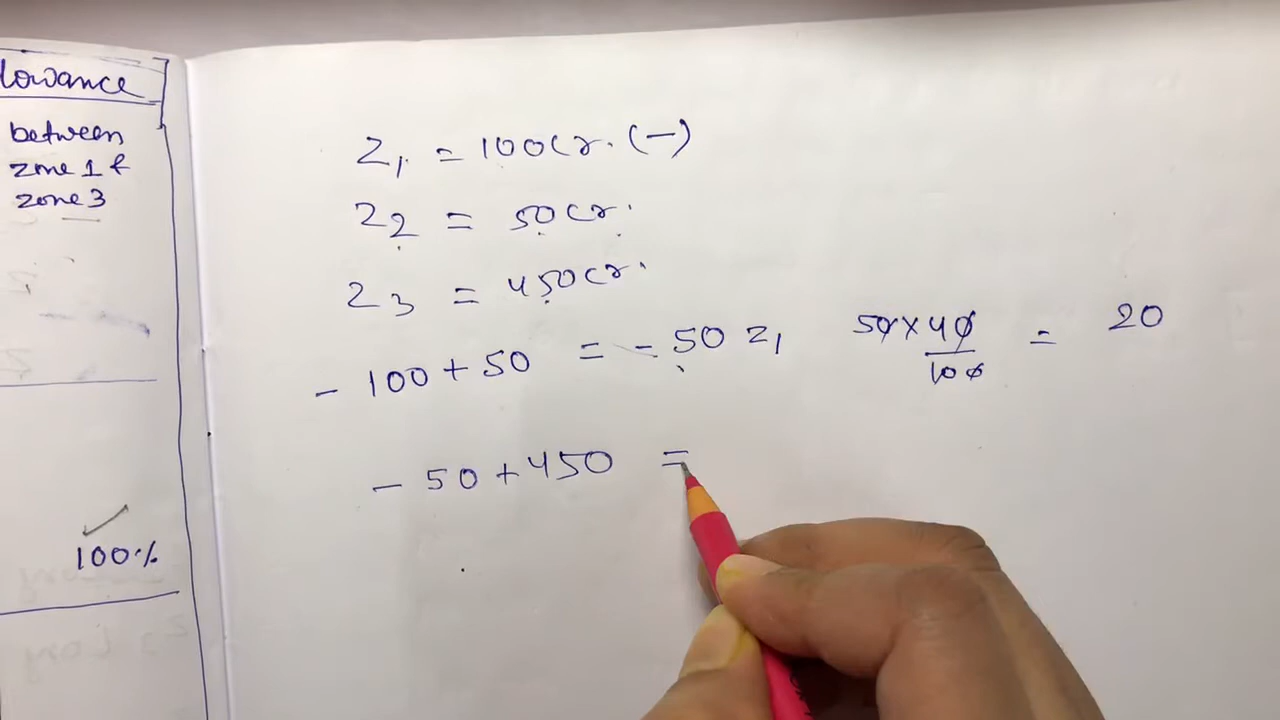 lowance
between
zone 1 &
zone 3
100%
Z1 = 100Cr. (-)
Z2 = 50Cr.
Z3 = 450Cr.
- 100 + 50 = - 50 Z1
50 x 40 / 100 = 20
- 50 + 450 =